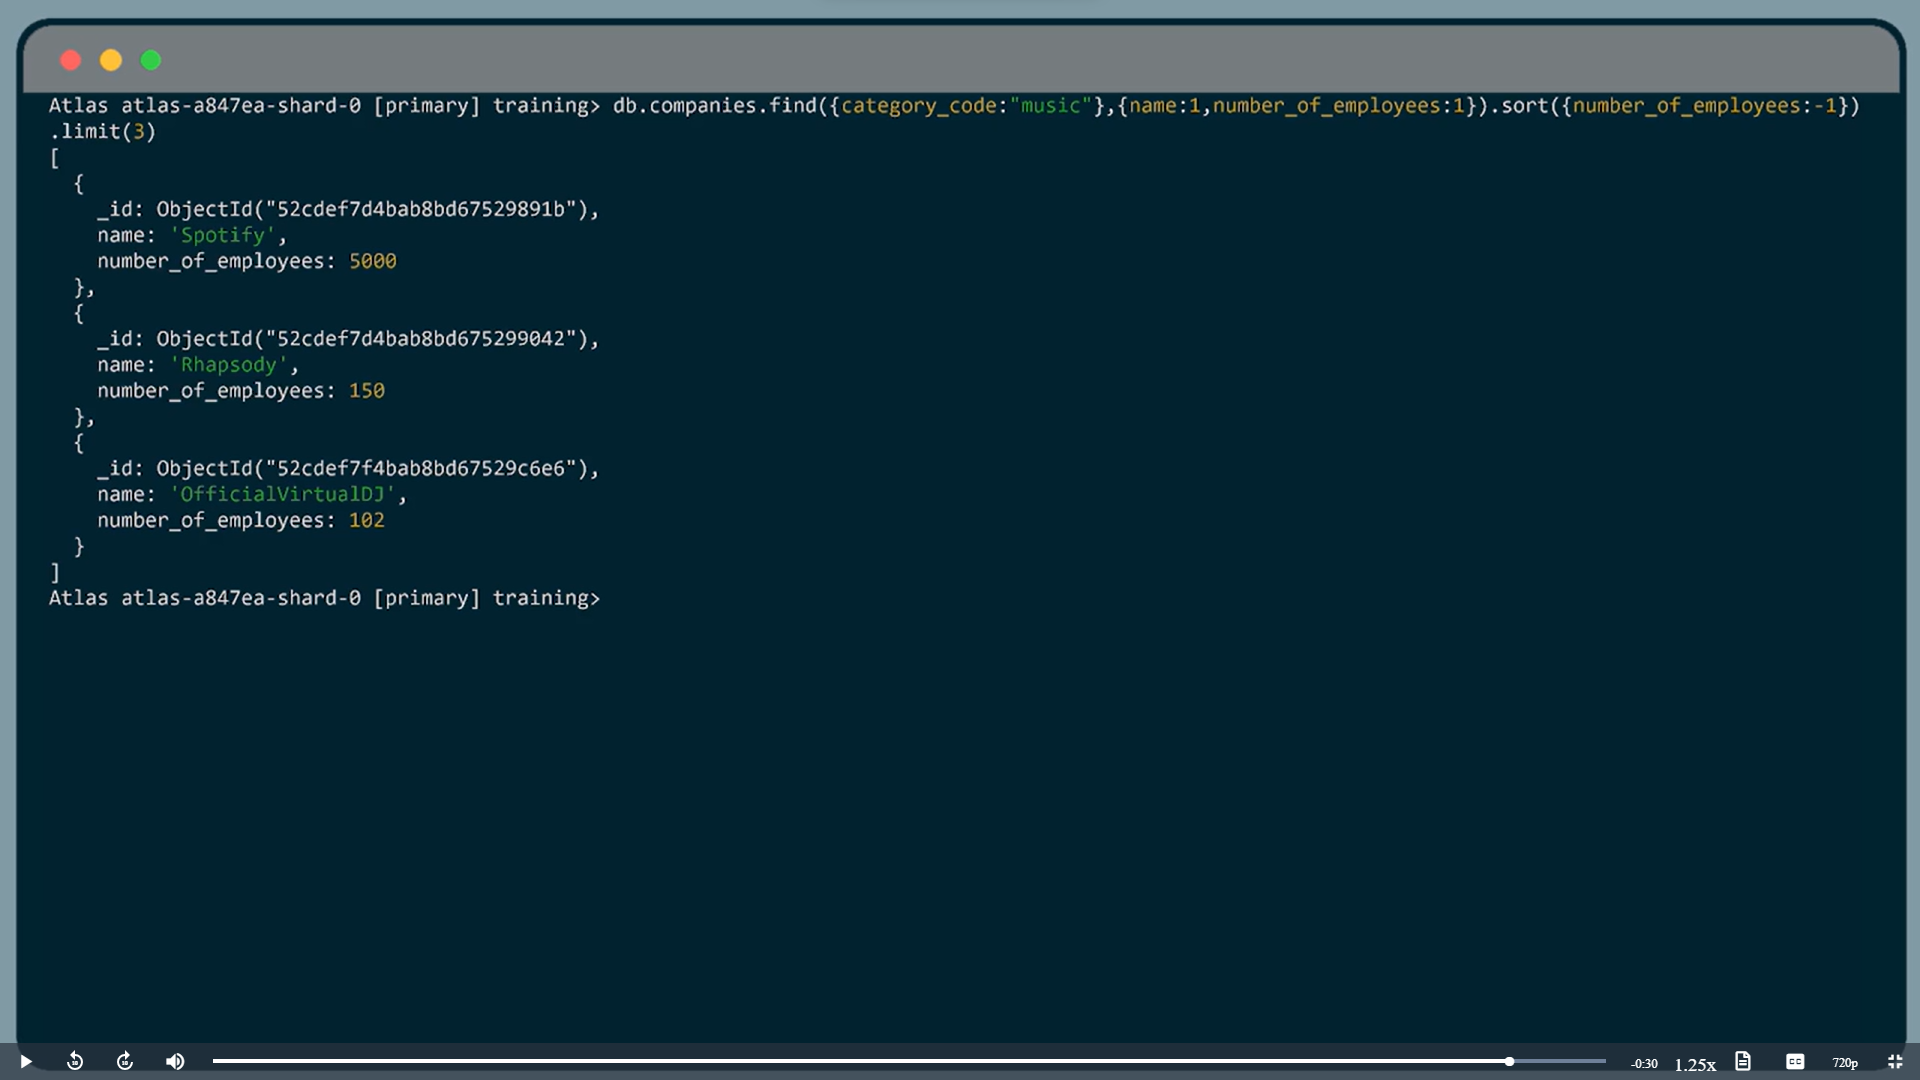 Atlas atlas-a847ea-shard-0 [primary] training> db.companies.find({category_code:"music"},{name:1,number_of_employees:1}).sort({number_of_employees:-1})
.limit(3)
[
  {
    _id: ObjectId("52cdef7d4bab8bd67529891b"),
    name: 'Spotify',
    number_of_employees: 5000
  },
  {
    _id: ObjectId("52cdef7d4bab8bd675299042"),
    name: 'Rhapsody',
    number_of_employees: 150
  },
  {
    _id: ObjectId("52cdef7f4bab8bd67529c6e6"),
    name: 'OfficialVirtualDJ',
    number_of_employees: 102
  }
]
Atlas atlas-a847ea-shard-0 [primary] training>
-0:30 1.25x CC 720p